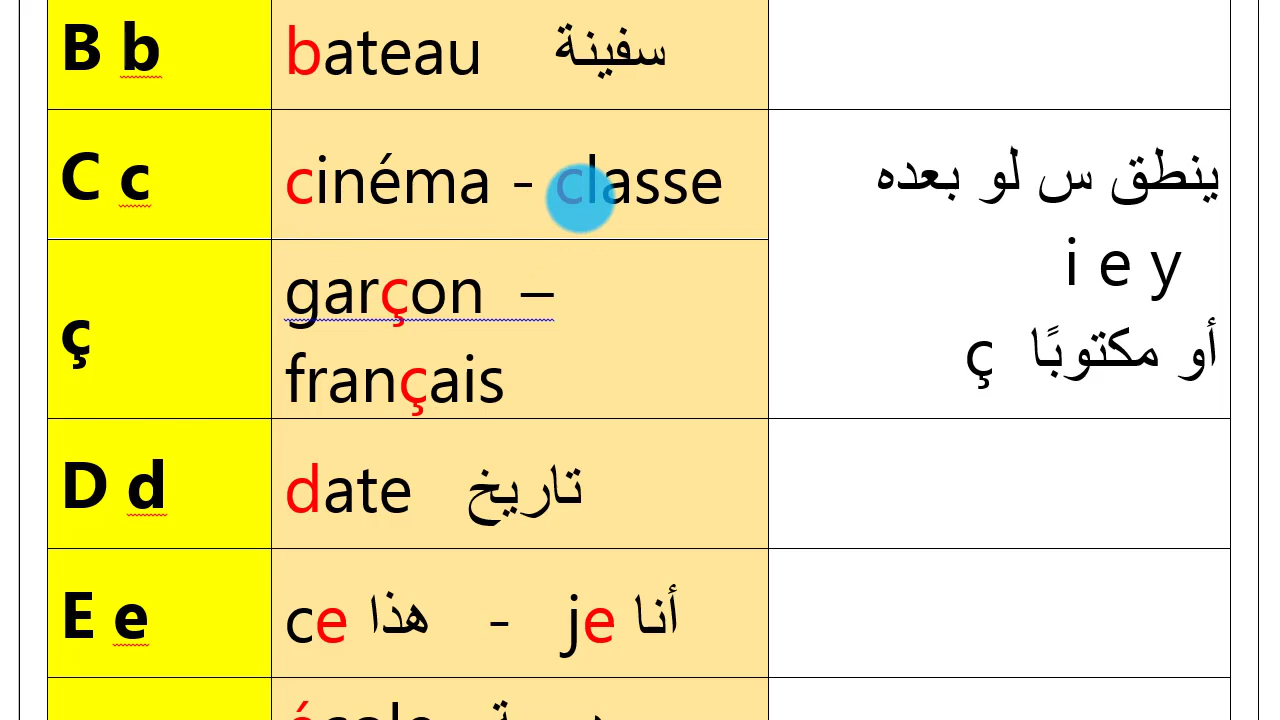 B b
bateau سفينة
C c
cinéma - classe
ينطق س لو بعده
i e y
أو مكتوبًا ç
ç
garçon –
français
D d
date تاريخ
E e
ce هذا - je أنا